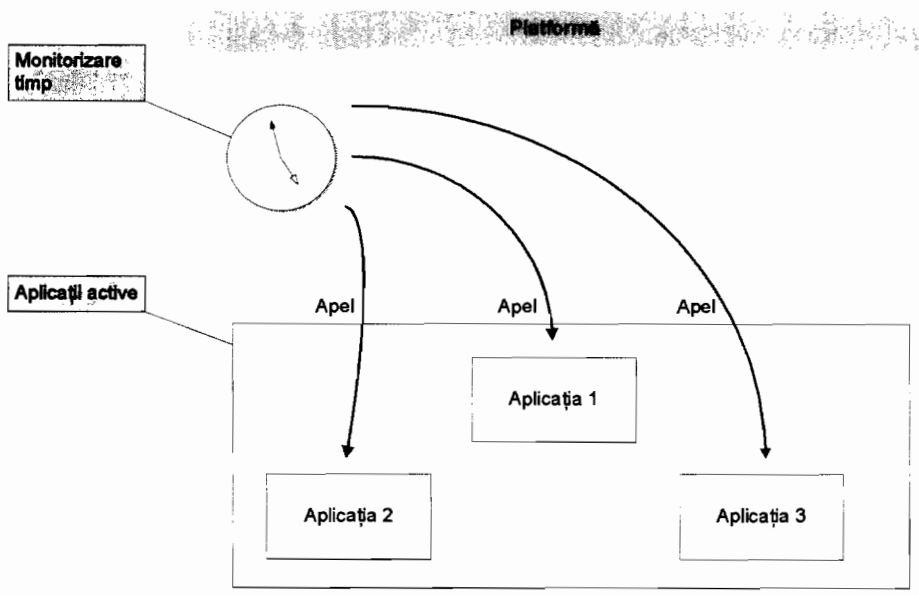 Platformă
Monitorizare
timp
Aplicații active
Apel
Apel
Apel
Aplicația 1
Aplicația 2
Aplicația 3